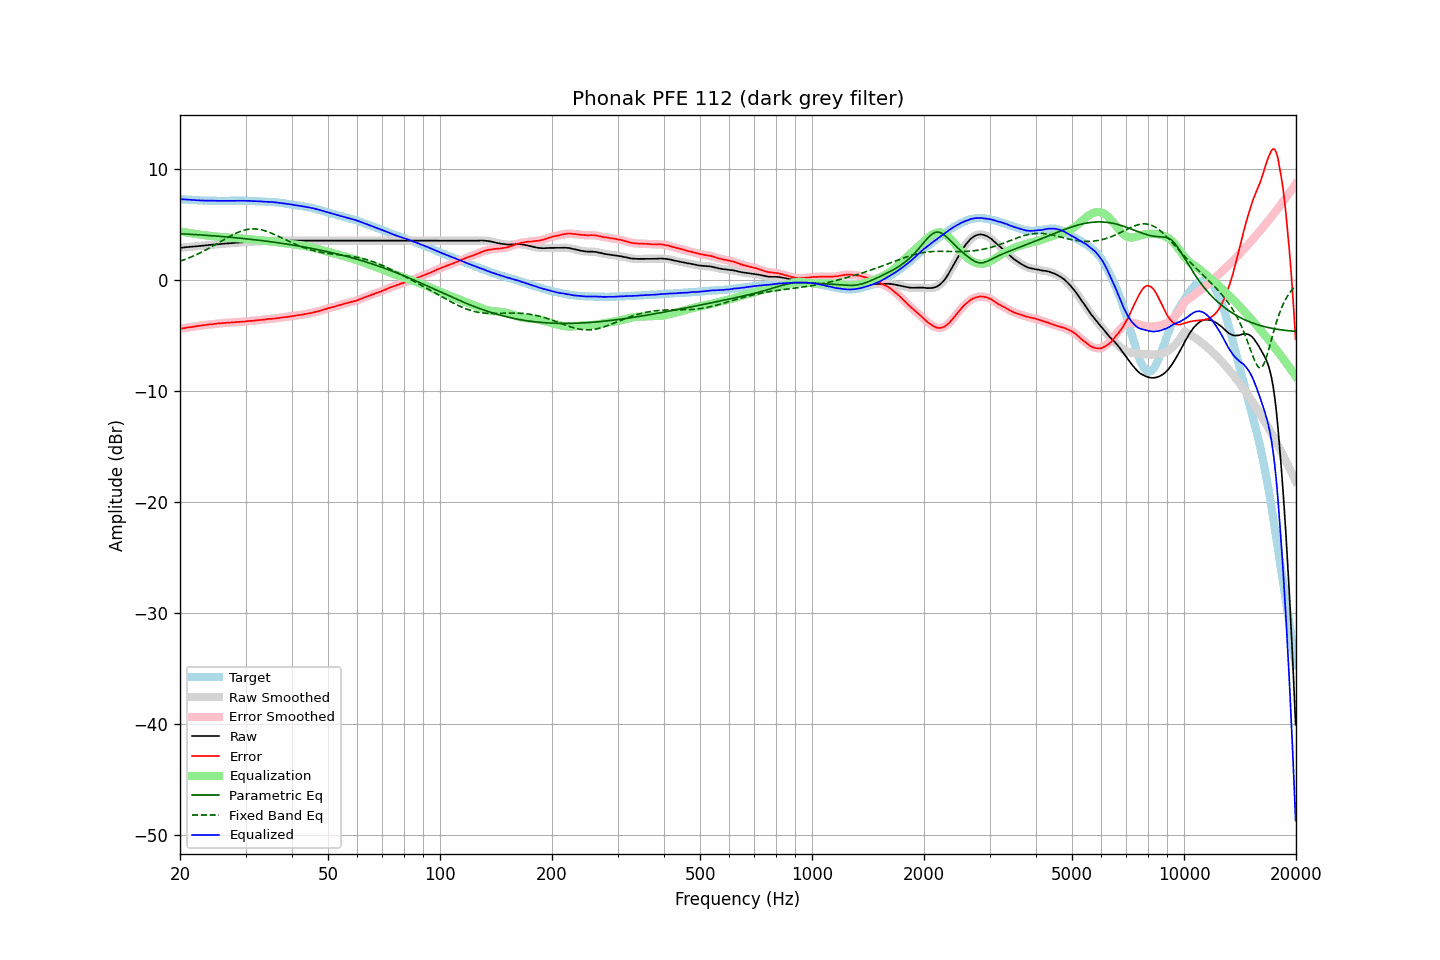 Phonak PFE 112 (dark grey filter)
10
0
−10
−20
−30
−40
−50
Amplitude (dBr)
Target
Raw Smoothed
Error Smoothed
Raw
Error
Equalization
Parametric Eq
Fixed Band Eq
Equalized
20
50
100
200
500
1000
2000
5000
10000
20000
Frequency (Hz)